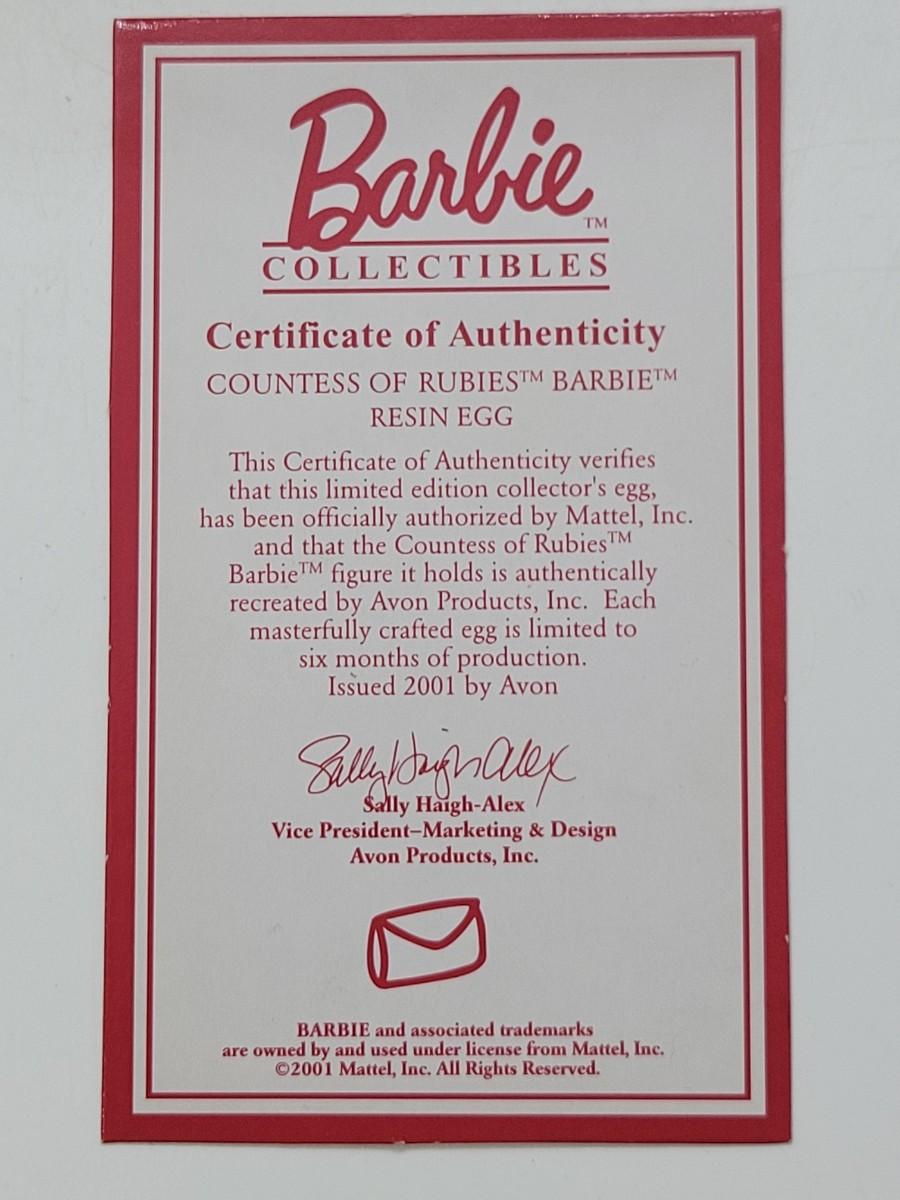 Barbie™
COLLECTIBLES
Certificate of Authenticity
COUNTESS OF RUBIES™ BARBIE™
RESIN EGG
This Certificate of Authenticity verifies
that this limited edition collector's egg,
has been officially authorized by Mattel, Inc.
and that the Countess of Rubies™
Barbie™ figure it holds is authentically
recreated by Avon Products, Inc. Each
masterfully crafted egg is limited to
six months of production.
Issued 2001 by Avon
Sally Haigh-Alex
Sally Haigh-Alex
Vice President–Marketing & Design
Avon Products, Inc.
BARBIE and associated trademarks
are owned by and used under license from Mattel, Inc.
©2001 Mattel, Inc. All Rights Reserved.